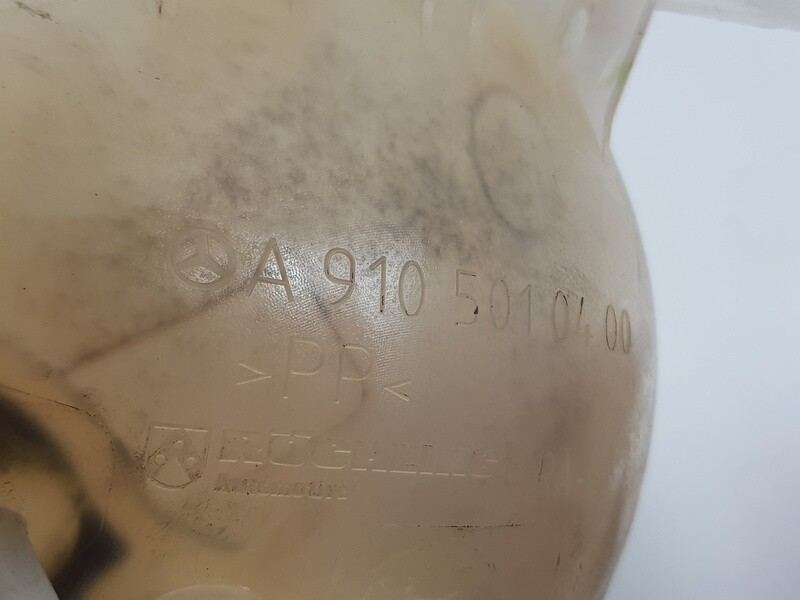 A 910 501 04 00
>PP<
RÖCHLING
Automotive